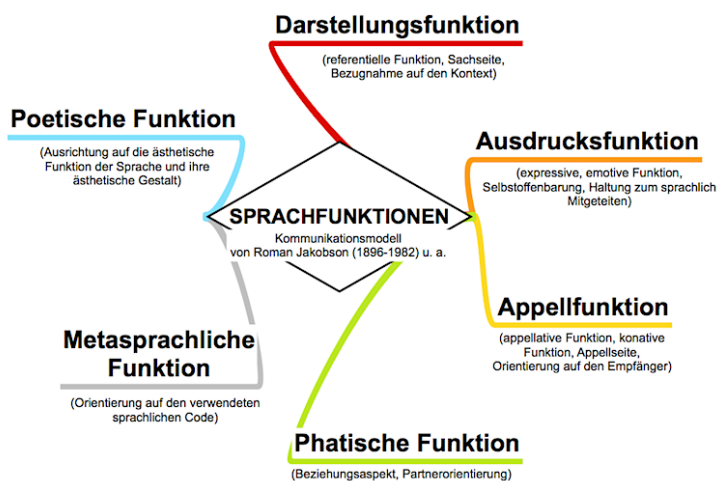 Darstellungsfunktion
(referentielle Funktion, Sachseite,
Bezugnahme auf den Kontext)
Poetische Funktion
(Ausrichtung auf die ästhetische
Funktion der Sprache und ihre
ästhetische Gestalt)
Ausdrucksfunktion
(expressive, emotive Funktion,
Selbstoffenbarung, Haltung zum sprachlich
Mitgeteiten)
SPRACHFUNKTIONEN
Kommunikationsmodell
von Roman Jakobson (1896-1982) u. a.
Appellfunktion
(appellative Funktion, konative
Funktion, Appellseite,
Orientierung auf den Empfänger)
Metasprachliche
Funktion
(Orientierung auf den verwendeten
sprachlichen Code)
Phatische Funktion
(Beziehungsaspekt, Partnerorientierung)